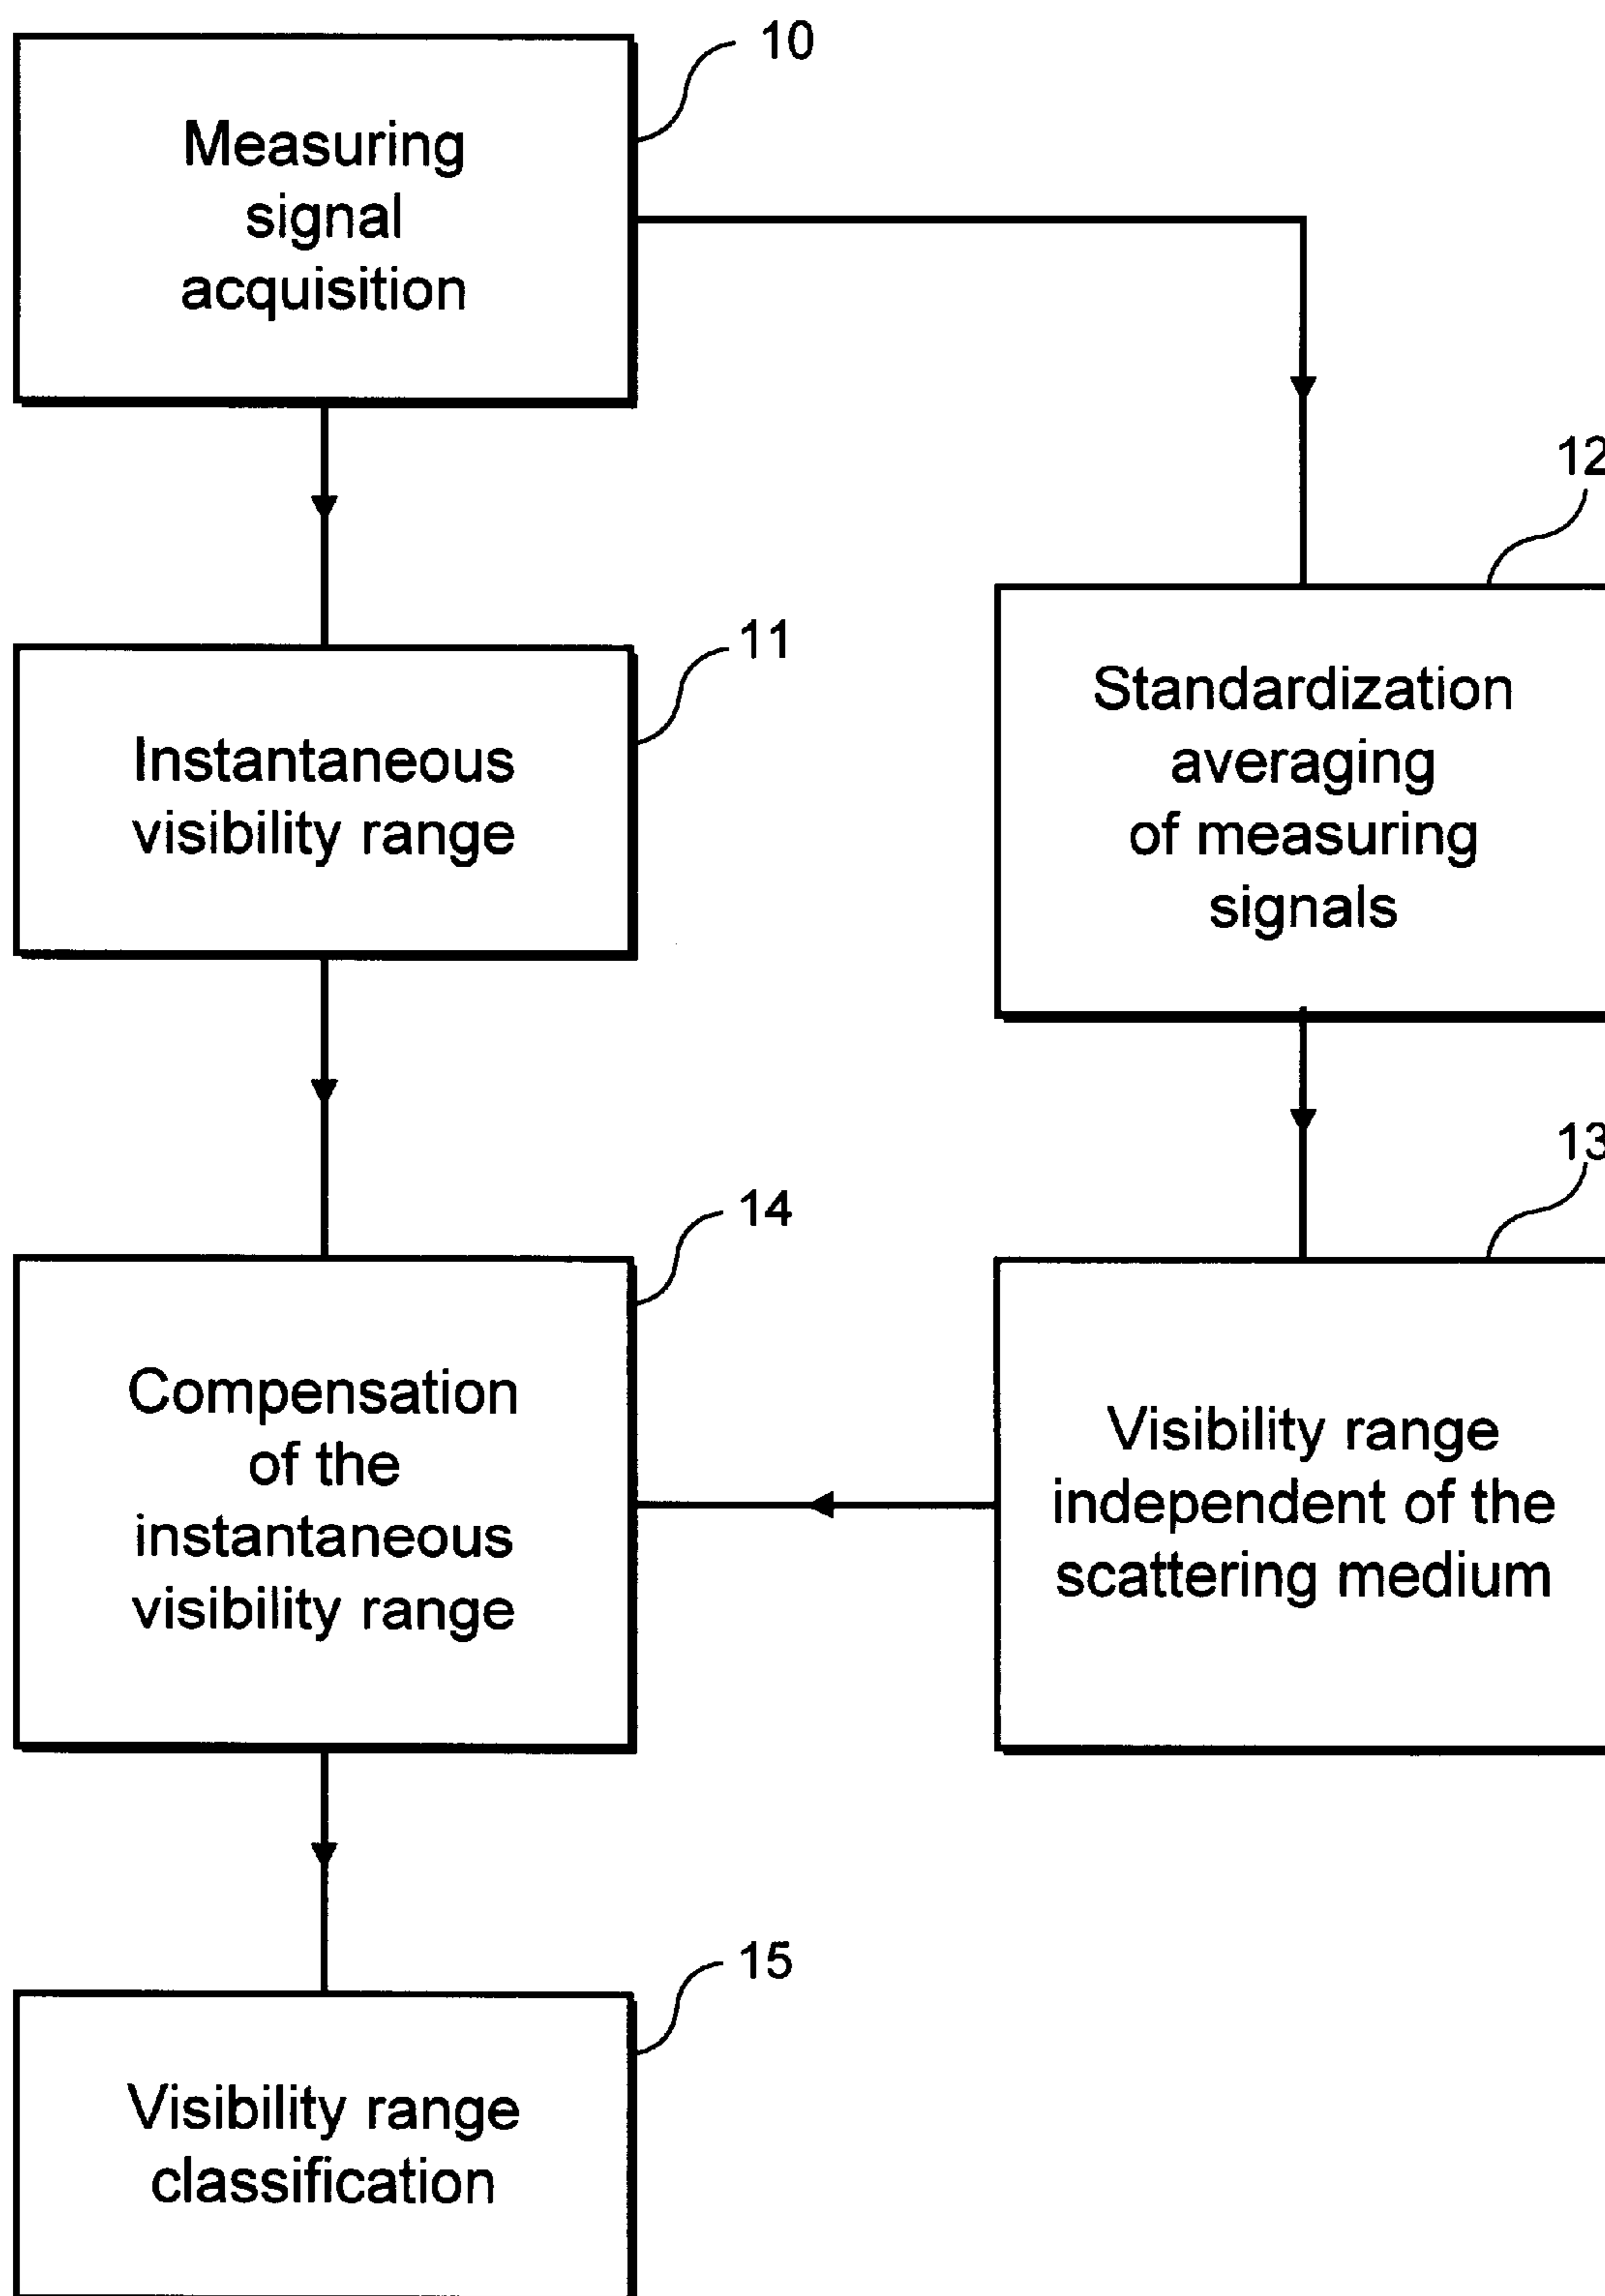 10
Measuring
signal
acquisition
12
11
Instantaneous
visibility range
Standardization
averaging
of measuring
signals
13
14
Compensation
of the
instantaneous
visibility range
Visibility range
independent of the
scattering medium
15
Visibility range
classification